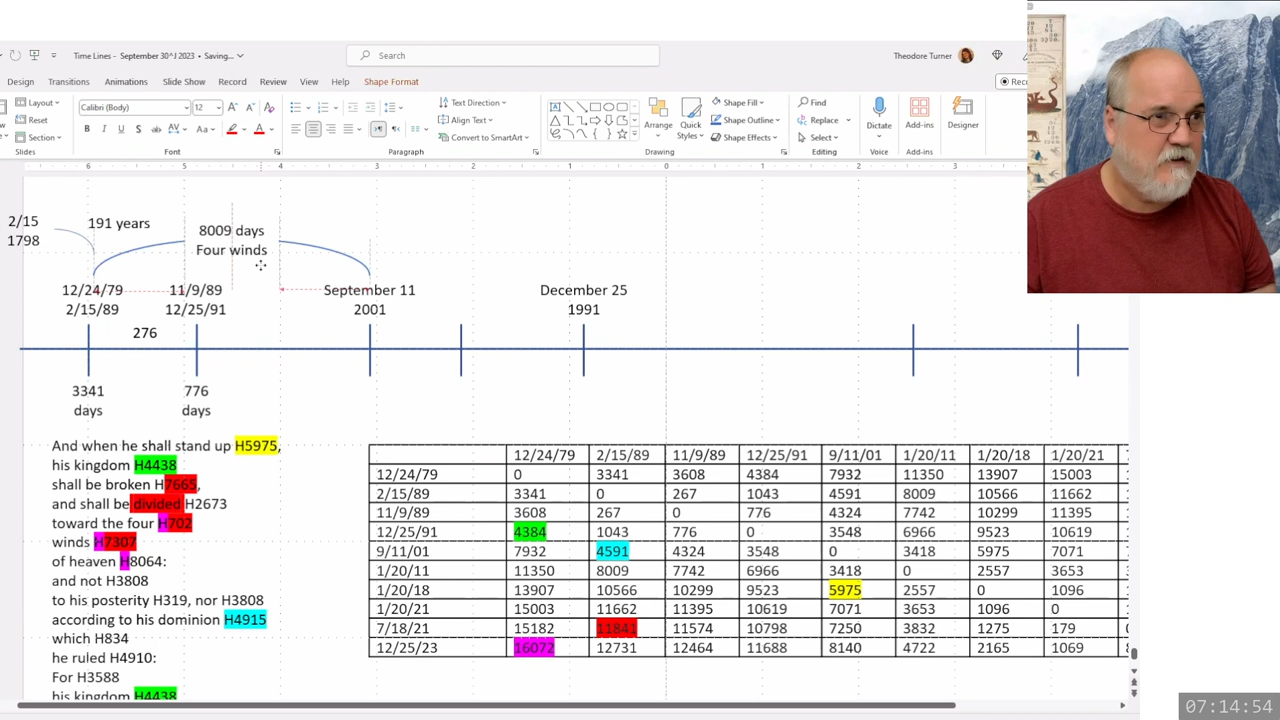 Time Lines - September 30^J 2023 • Saving...
Search
Theodore Turner
Design Transitions Animations Slide Show Record Review View Help Shape Format
Layout
Reset
Section
Slides
Calibri (Body) 12
Paragraph
Text Direction
Align Text
Convert to SmartArt
Arrange
Quick
Styles
Shape Fill
Shape Outline
Shape Effects
Drawing
Find
Replace
Select
Editing
Dictate
Voice
Add-ins
Add-ins
Designer
6 5 4 3 2 1 0 1 2 3
2/15
1798
191 years
8009 days
Four winds
12/24/79
2/15/89
11/9/89
12/25/91
September 11
2001
December 25
1991
276
3341
days
776
days
And when he shall stand up H5975,
his kingdom H4438
shall be broken H7665,
and shall be divided H2673
toward the four H702
winds H7307
of heaven H8064:
and not H3808
to his posterity H319, nor H3808
according to his dominion H4915
which H834
he ruled H4910:
For H3588
his kingdom H4438
12/24/79 2/15/89 11/9/89 12/25/91 9/11/01 1/20/11 1/20/18 1/20/21
12/24/79 0 3341 3608 4384 7932 11350 13907 15003
2/15/89 3341 0 267 1043 4591 8009 10566 11662
11/9/89 3608 267 0 776 4324 7742 10299 11395
12/25/91 4384 1043 776 0 3548 6966 9523 10619
9/11/01 7932 4591 4324 3548 0 3418 5975 7071
1/20/11 11350 8009 7742 6966 3418 0 2557 3653
1/20/18 13907 10566 10299 9523 5975 2557 0 1096
1/20/21 15003 11662 11395 10619 7071 3653 1096 0
7/18/21 15182 11841 11574 10798 7250 3832 1275 179
12/25/23 16072 12731 12464 11688 8140 4722 2165 1069
07:14:54